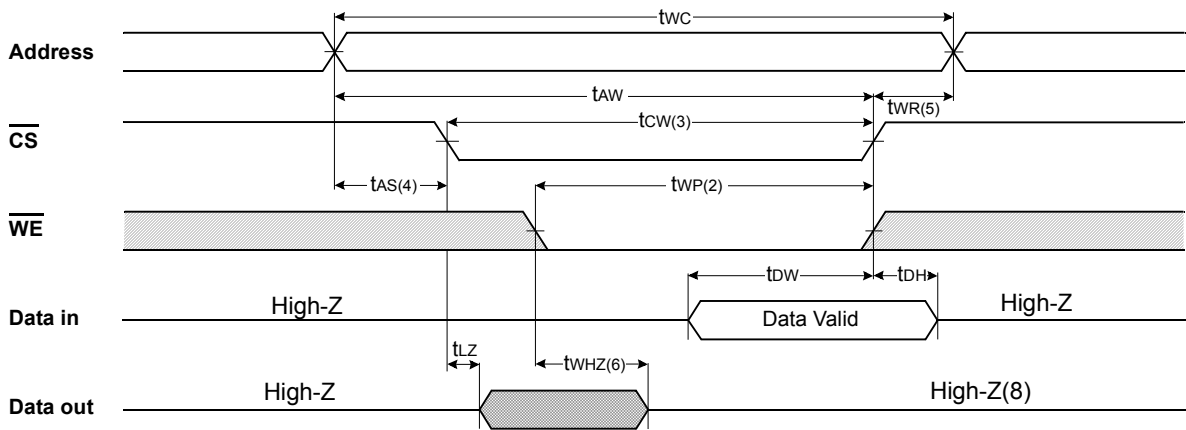 tWC
Address
tAW
tWR(5)
CS
tCW(3)
tAS(4)
tWP(2)
WE
tDW
tDH
Data in
High-Z
Data Valid
High-Z
tLZ
tWHZ(6)
Data out
High-Z
High-Z(8)